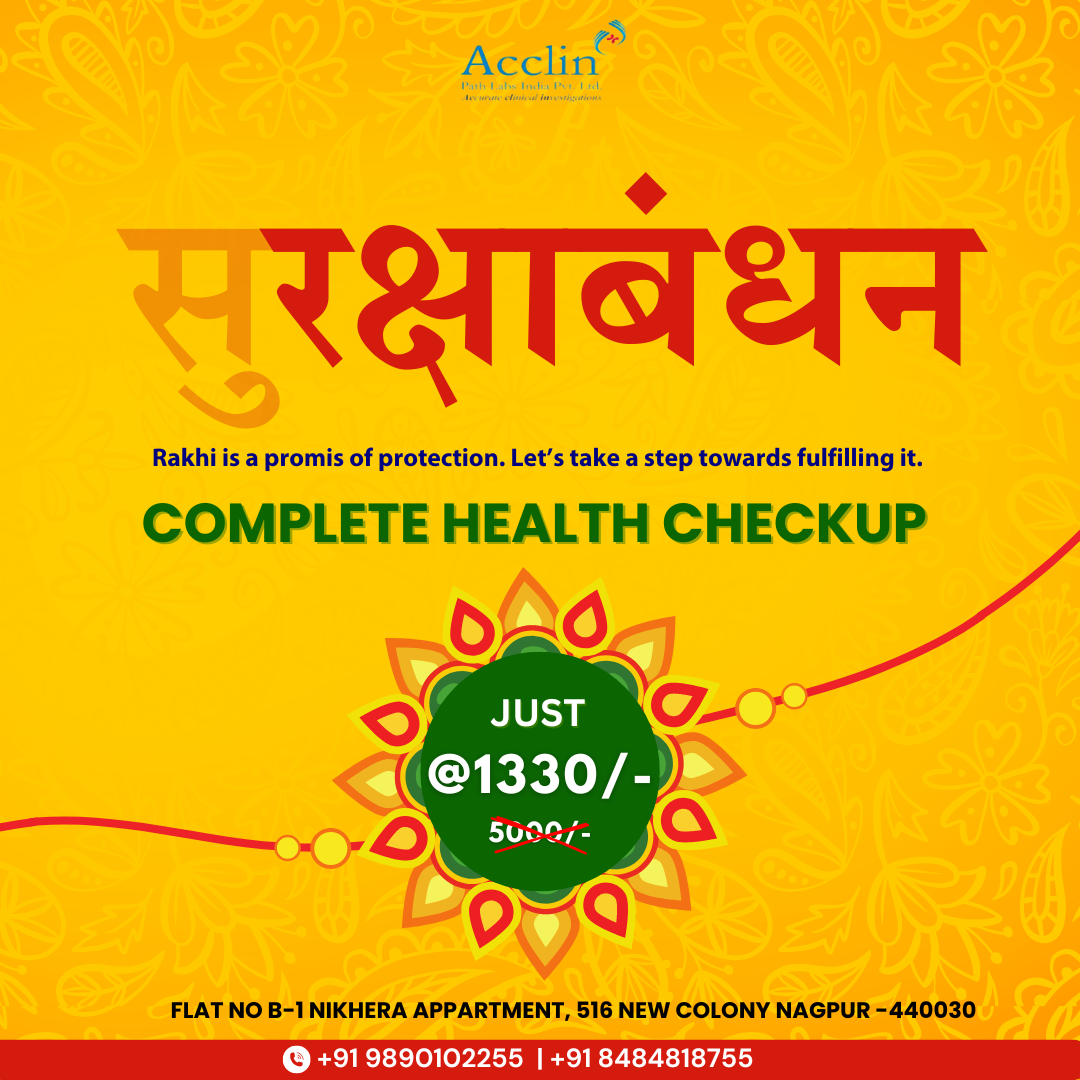 Acclin
Path Labs India Pvt. Ltd.
Accurate clinical investigations
सुरक्षाबंधन
Rakhi is a promis of protection. Let’s take a step towards fulfilling it.
COMPLETE HEALTH CHECKUP
JUST
@1330/-
5000/-
FLAT NO B-1 NIKHERA APPARTMENT, 516 NEW COLONY NAGPUR -440030
+91 9890102255 | +91 8484818755